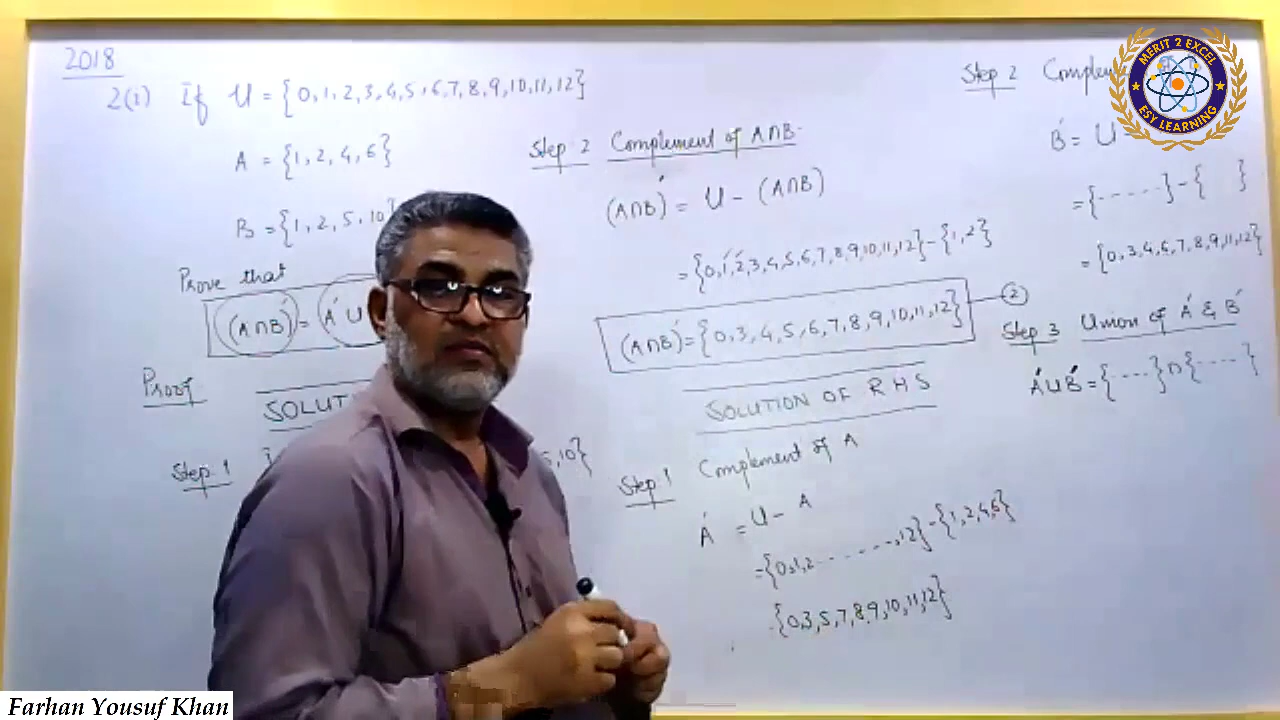 2018
2(i) If U = {0,1,2,3,4,5,6,7,8,9,10,11,12}
A = {1,2,4,6}
B = {1,2,5,10
Prove that
(A∩B)′ = A′ U
Proof
SOLUT
Step 1
5,10}
Step 2 Complement of A∩B
(A∩B)′ = U - (A∩B)
= {0,1,2,3,4,5,6,7,8,9,10,11,12} - {1,2}
(A∩B)′ = {0,3,4,5,6,7,8,9,10,11,12} — 2
SOLUTION OF RHS
Step 1 Complement of A
A′ = U - A
= {0,1,2.......,12} - {1,2,4,6}
{0,3,5,7,8,9,10,11,12}
Step 2
B′ = U -
= {.....} - { }
= {0,3,4,6,7,8,9,11,12}
Step 3 Union of A′ & B′
A′UB′ = {....}∩{.....}
MERIT 2 EXCEL
ESY LEARNING
Farhan Yousuf Khan